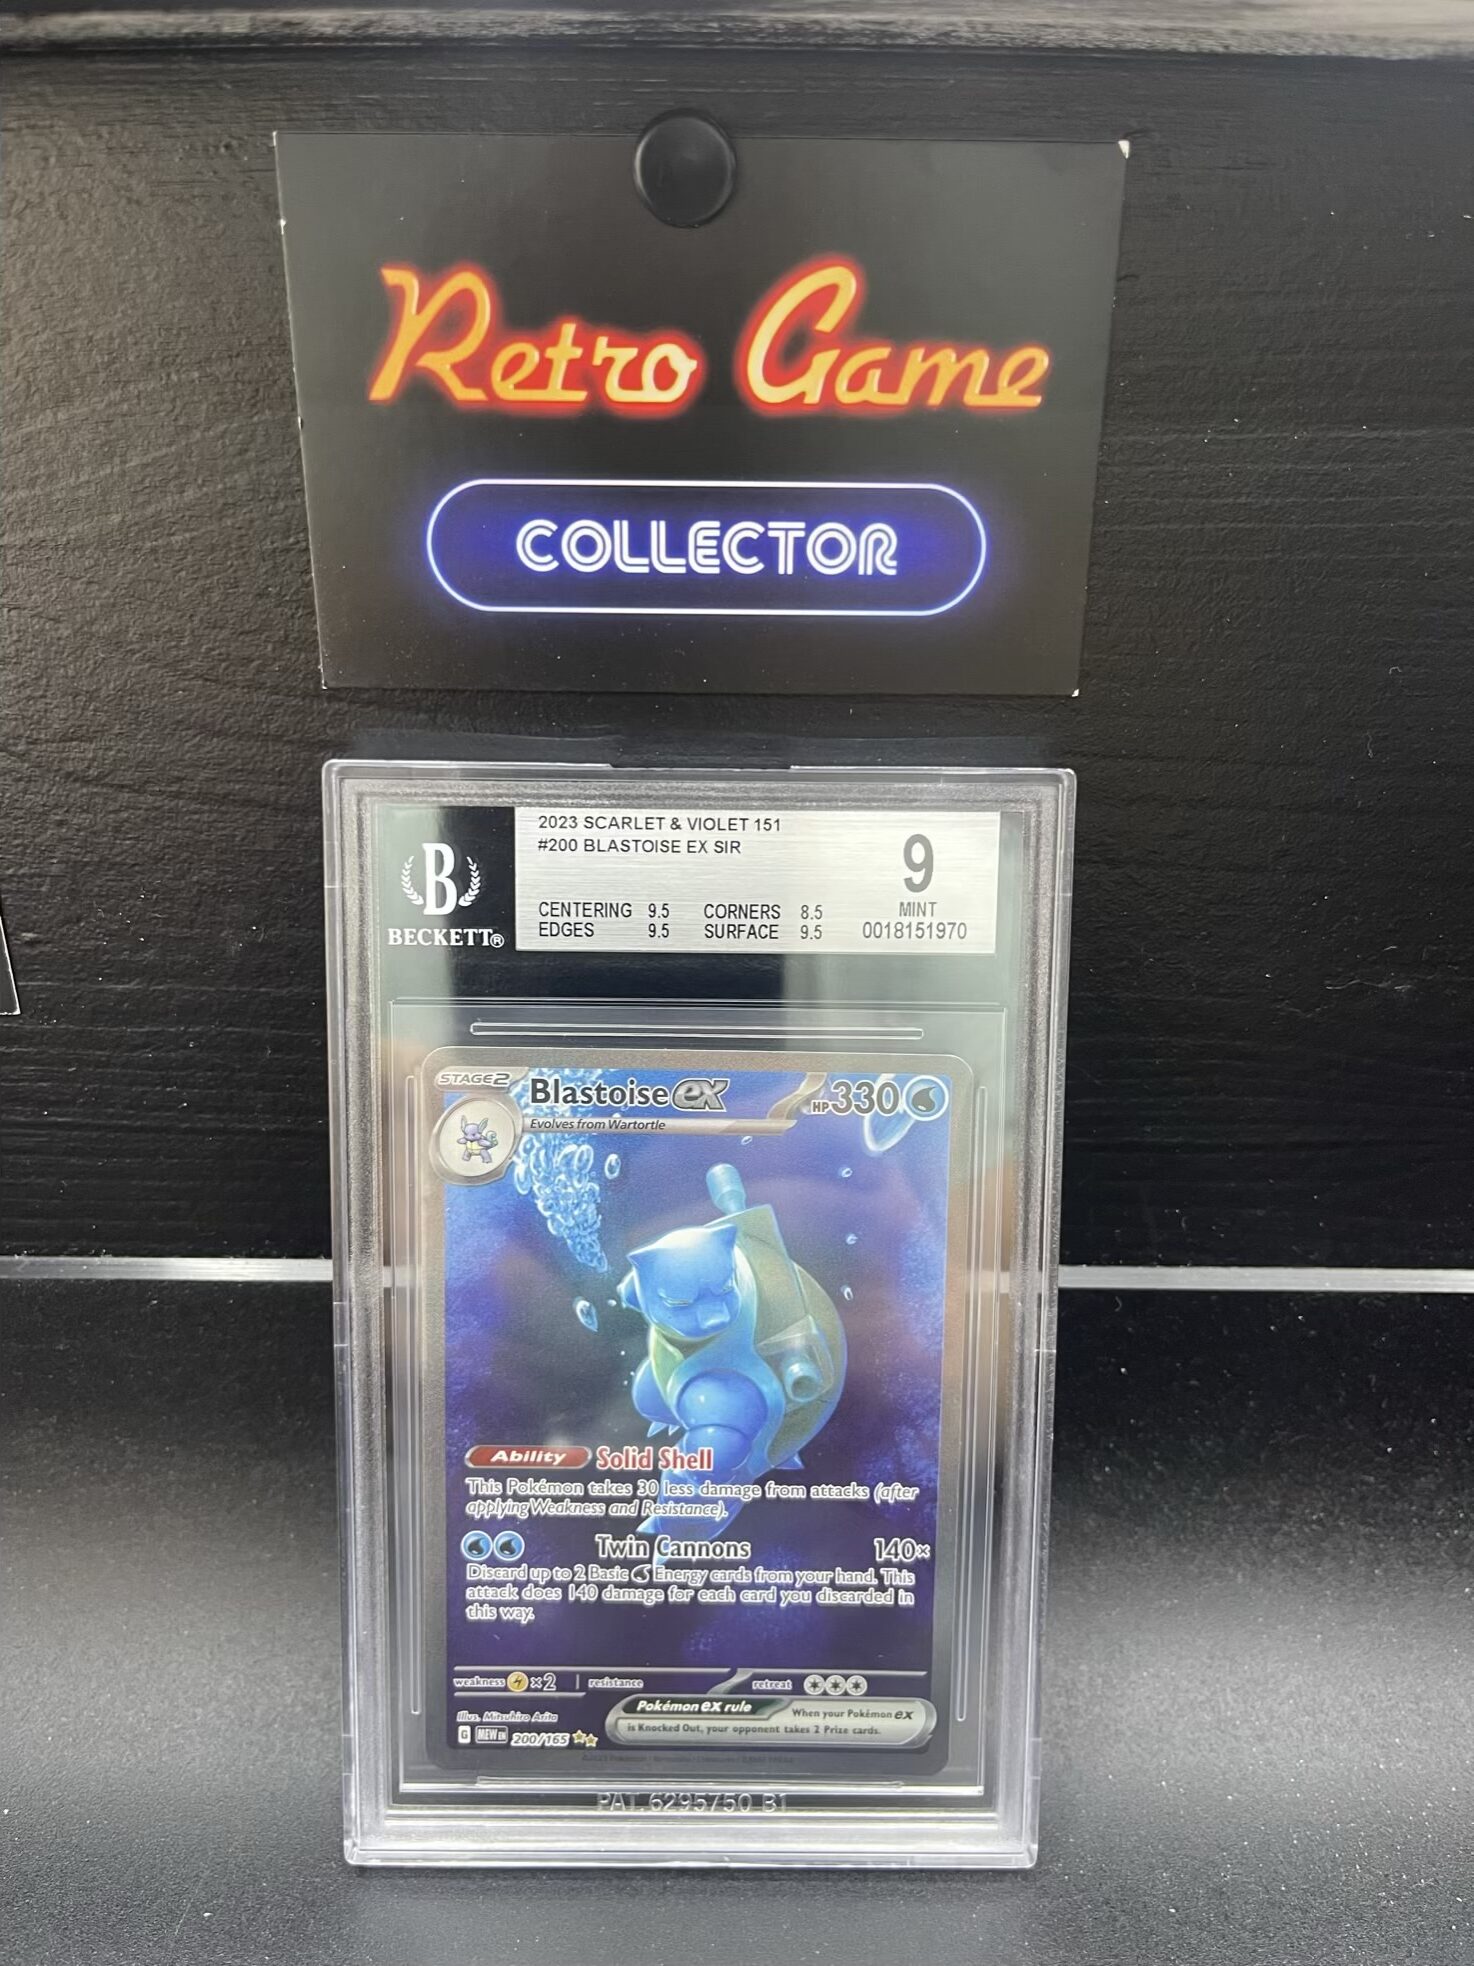 Retro Game
COLLECTOR
2023 SCARLET & VIOLET 151
#200 BLASTOISE EX SIR
9
MINT
0018151970
CENTERING 9.5 CORNERS 8.5
EDGES 9.5 SURFACE 9.5
B
BECKETT®
STAGE2 Blastoise ex HP330
Evolves from Wartortle
Ability Solid Shell
This Pokémon takes 30 less damage from attacks (after
applying Weakness and Resistance).
Twin Cannons 140×
Discard up to 2 Basic Energy cards from your hand. This
attack does 140 damage for each card you discarded in
this way.
weakness ×2 resistance retreat
Illus. Mitsuhiro Arita
G MEW EN 200/165
Pokémon ex rule When your Pokémon ex
is Knocked Out, your opponent takes 2 Prize cards.
PAT. 6295750 B1